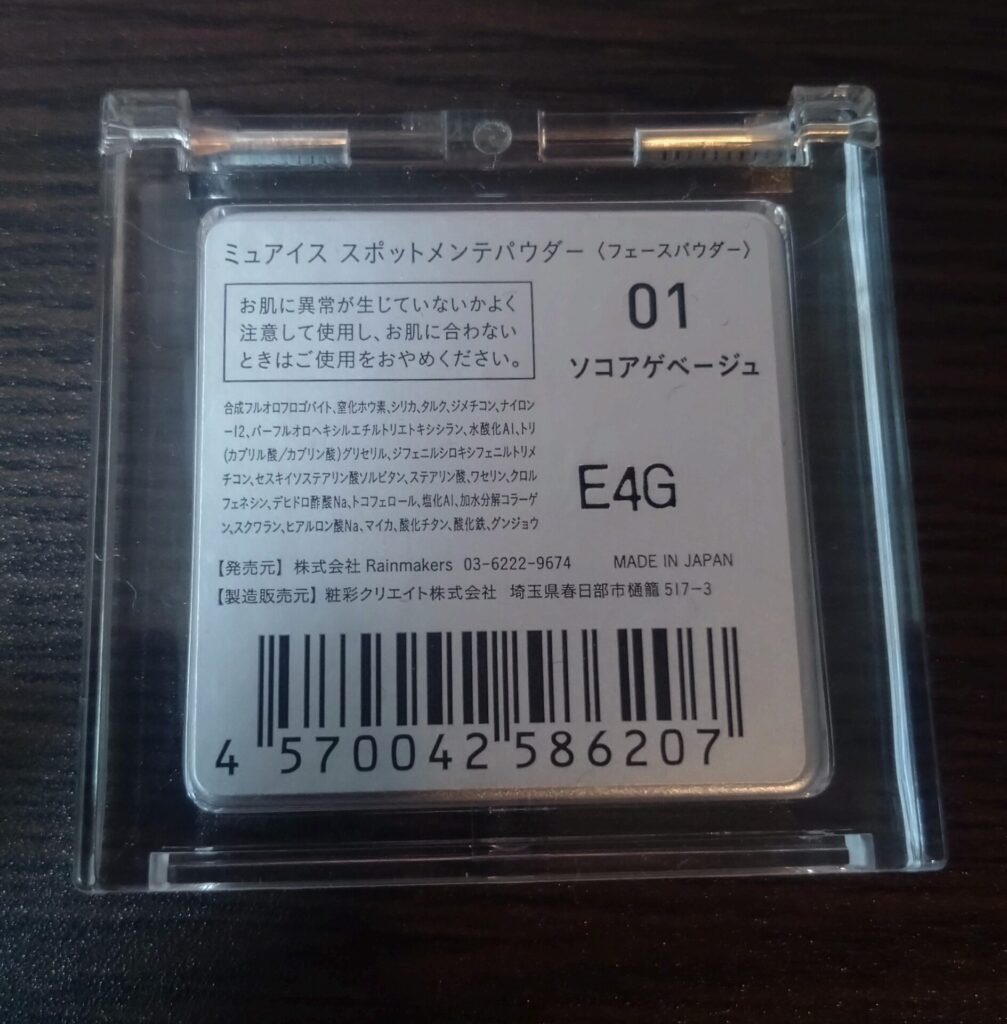 ミュアイス スポットメンテパウダー〈フェースパウダー〉
お肌に異常が生じていないかよく
注意して使用し、お肌に合わない
ときはご使用をおやめください。
01
ソコアゲベージュ
合成フルオロフロゴパイト、窒化ホウ素、シリカ、タルク、ジメチコン、ナイロン
-12、パーフルオロヘキシルエチルトリエトキシシラン、水酸化Al、トリ
(カプリル酸/カプリン酸)グリセリル、ジフェニルシロキシフェニルトリメ
チコン、セスキイソステアリン酸ソルビタン、ステアリン酸、ワセリン、クロル
フェネシン、デヒドロ酢酸Na、トコフェロール、塩化Al、加水分解コラーゲ
ン、スクワラン、ヒアルロン酸Na、マイカ、酸化チタン、酸化鉄、グンジョウ
E4G
【発売元】 株式会社 Rainmakers 03-6222-9674 MADE IN JAPAN
【製造販売元】 粧彩クリエイト株式会社 埼玉県春日部市樋籠 517-3
4 570042 586207